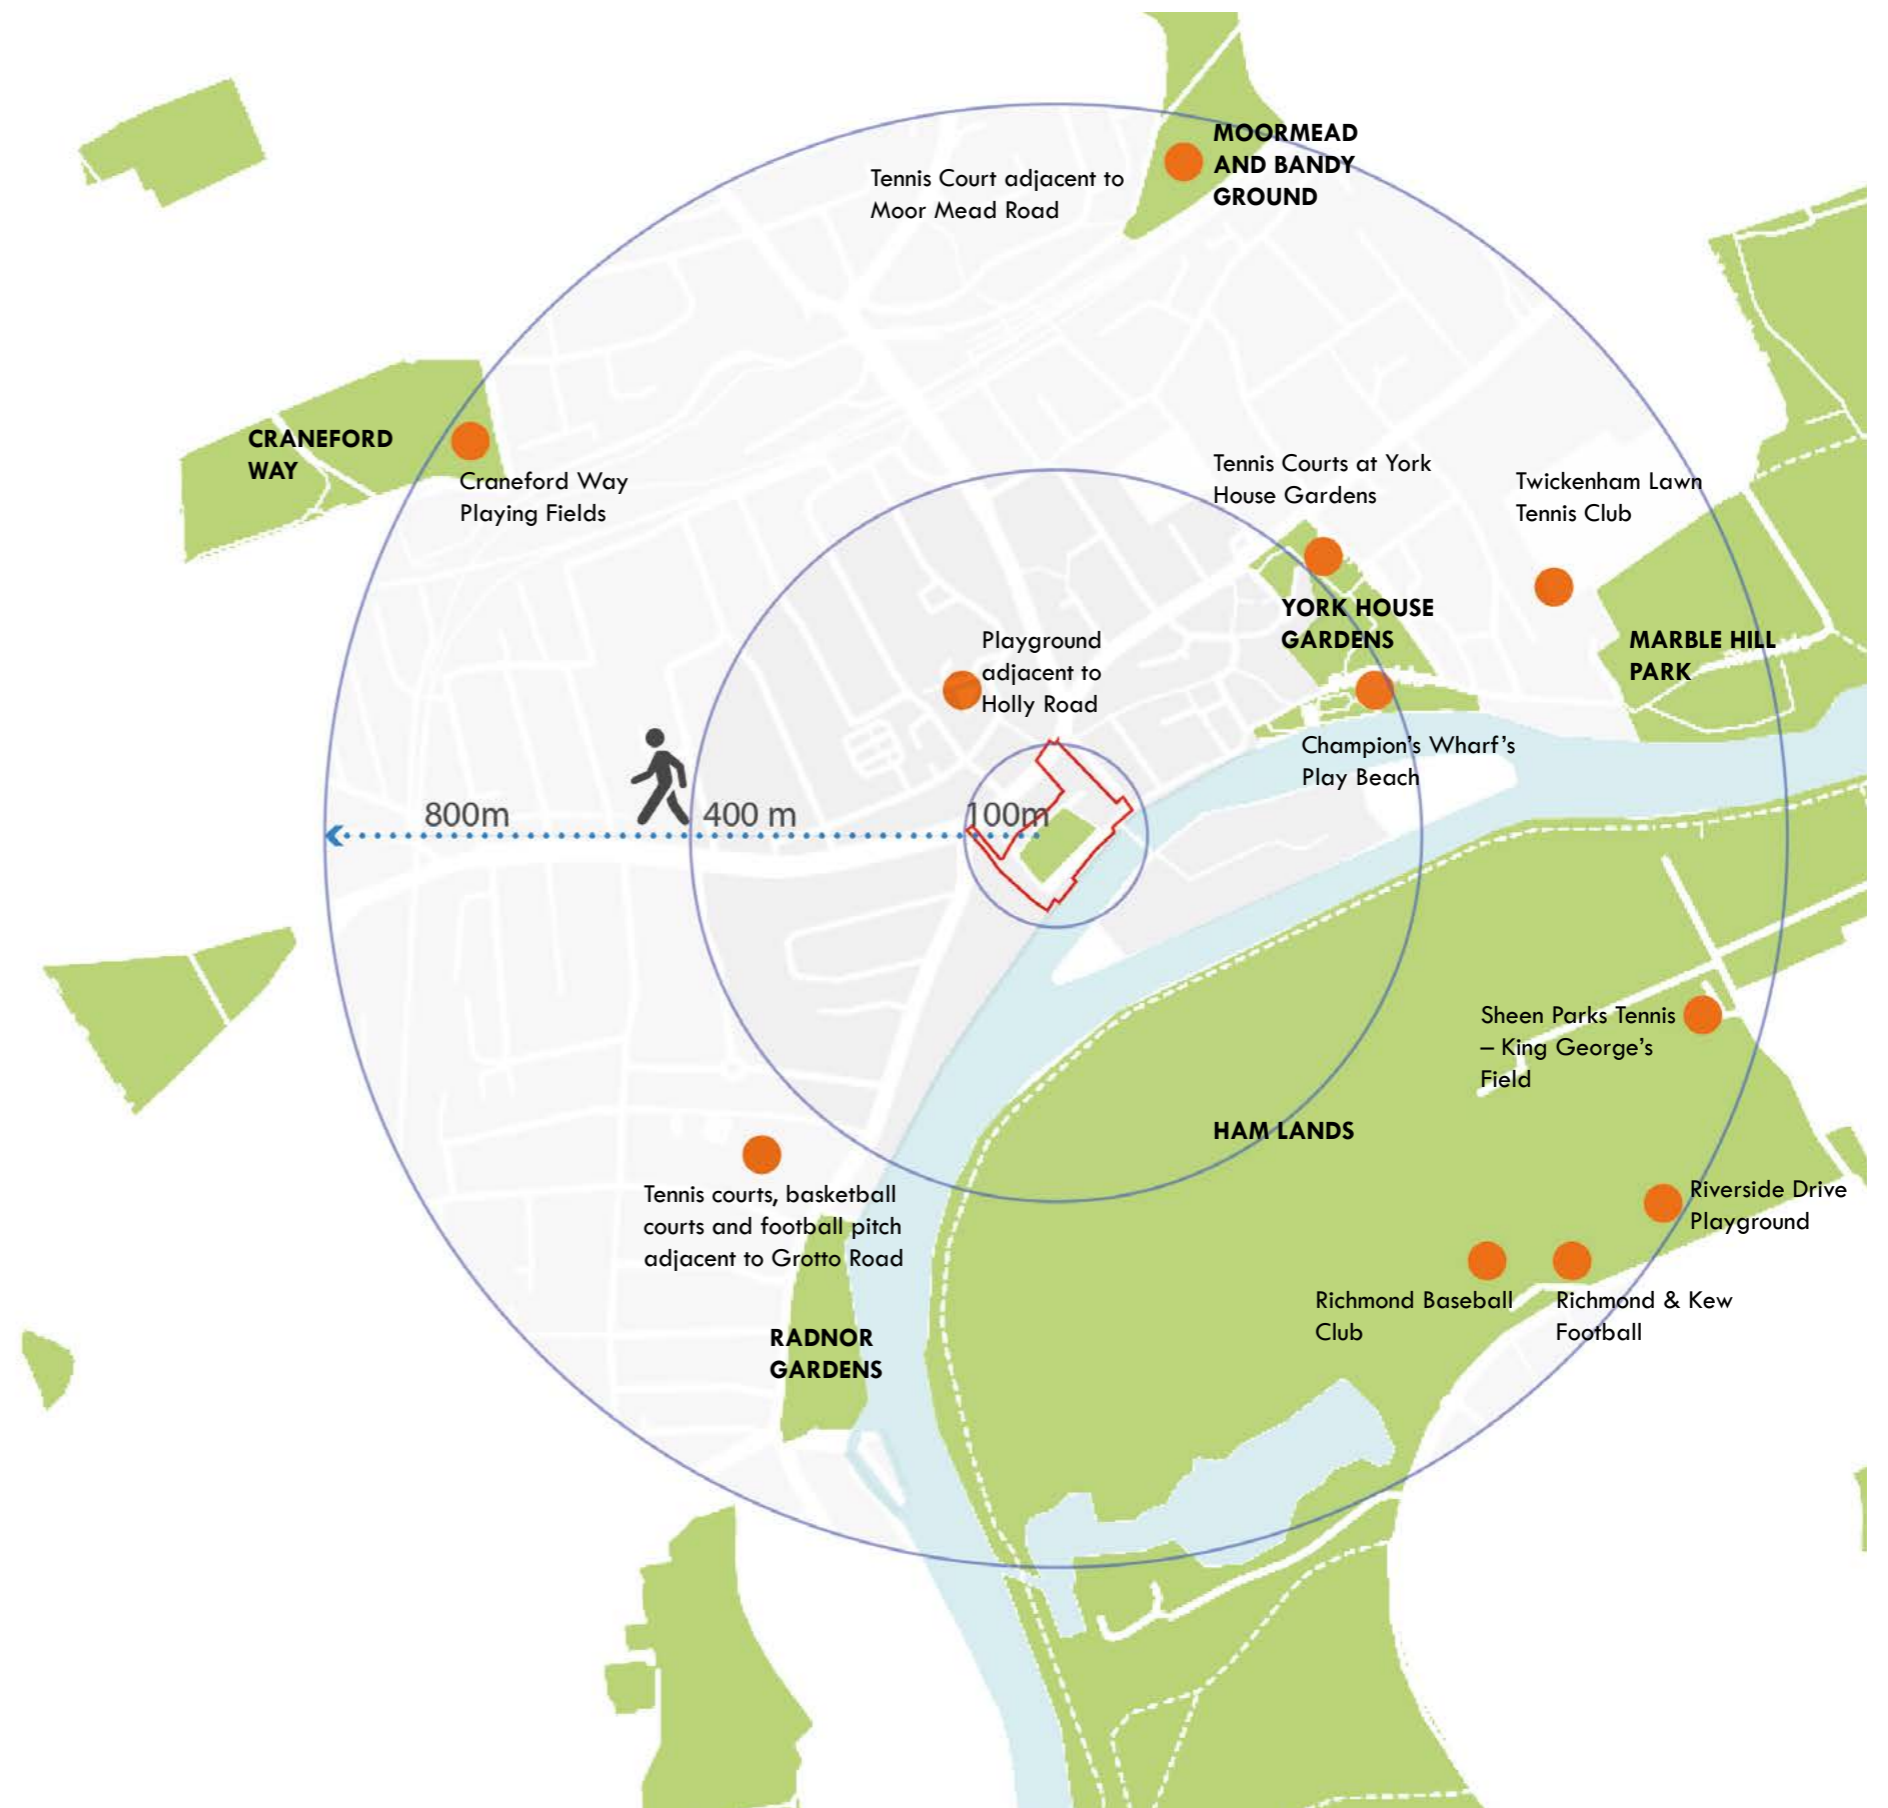 MOORMEAD
AND BANDY
GROUND
Tennis Court adjacent to
Moor Mead Road
CRANEFORD
WAY
Craneford Way
Playing Fields
Tennis Courts at York
House Gardens
Twickenham Lawn
Tennis Club
YORK HOUSE
GARDENS
MARBLE HILL
PARK
Playground
adjacent to
Holly Road
Champion's Wharf's
Play Beach
800m
400 m
100m
Sheen Parks Tennis
– King George's
Field
HAM LANDS
Tennis courts, basketball
courts and football pitch
adjacent to Grotto Road
Riverside Drive
Playground
Richmond Baseball
Club
Richmond & Kew
Football
RADNOR
GARDENS